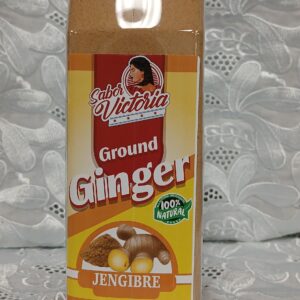 Sabor
Victoria
Ground
Ginger
100%
NATURAL
JENGIBRE